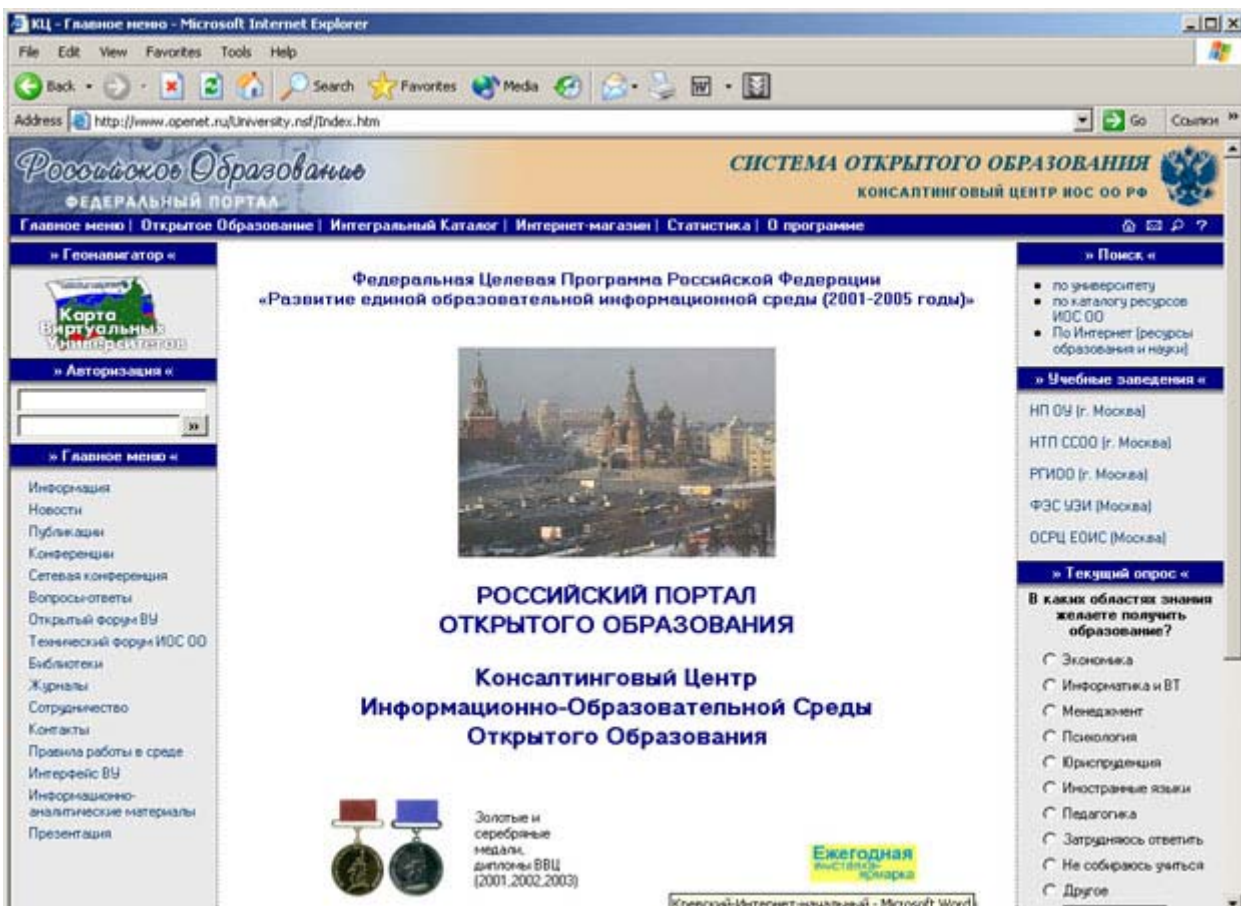 КЦ - Главное меню - Microsoft Internet Explorer
File Edit View Favorites Tools Help
Back Search Favorites Media
Address http://www.openet.ru/University.nsf/Index.htm Go Ссылки »
Российское Образование
ФЕДЕРАЛЬНЫЙ ПОРТАЛ
СИСТЕМА ОТКРЫТОГО ОБРАЗОВАНИЯ
КОНСАЛТИНГОВЫЙ ЦЕНТР ИОС ОО РФ
Главное меню | Открытое Образование | Интегральный Каталог | Интернет-магазин | Статистика | О программе
» Геонавигатор «
Карта
Виртуальных
Университетов
» Авторизация «
»
» Главное меню «
Информация
Новости
Публикации
Конференции
Сетевая конференция
Вопросы-ответы
Открытый форум ВУ
Технический форум ИОС ОО
Библиотеки
Журналы
Сотрудничество
Контакты
Правила работы в среде
Интерфейс ВУ
Информационно-
аналитические материалы
Презентация
Федеральная Целевая Программа Российской Федерации
«Развитие единой образовательной информационной среды (2001-2005 годы)»
РОССИЙСКИЙ ПОРТАЛ
ОТКРЫТОГО ОБРАЗОВАНИЯ
Консалтинговый Центр
Информационно-Образовательной Среды
Открытого Образования
Золотые и
серебряные
медали,
дипломы ВВЦ
(2001,2002,2003)
Ежегодная
выставка-
ярмарка
Краевский-Интернет-начальный - Microsoft Word
» Поиск «
по университету
по каталогу ресурсов
ИОС ОО
По Интернет (ресурсы
образования и науки)
» Учебные заведения «
НП ОУ (г. Москва)
НТП ССОО (г. Москва)
РГИОО (г. Москва)
ФЭС УЗИ (Москва)
ОСРЦ ЕОИС (Москва)
» Текущий опрос «
В каких областях знания
желаете получить
образование?
Экономика
Информатика и ВТ
Менеджмент
Психология
Юриспруденция
Иностранные языки
Педагогика
Затрудняюсь ответить
Не собираюсь учиться
Другое